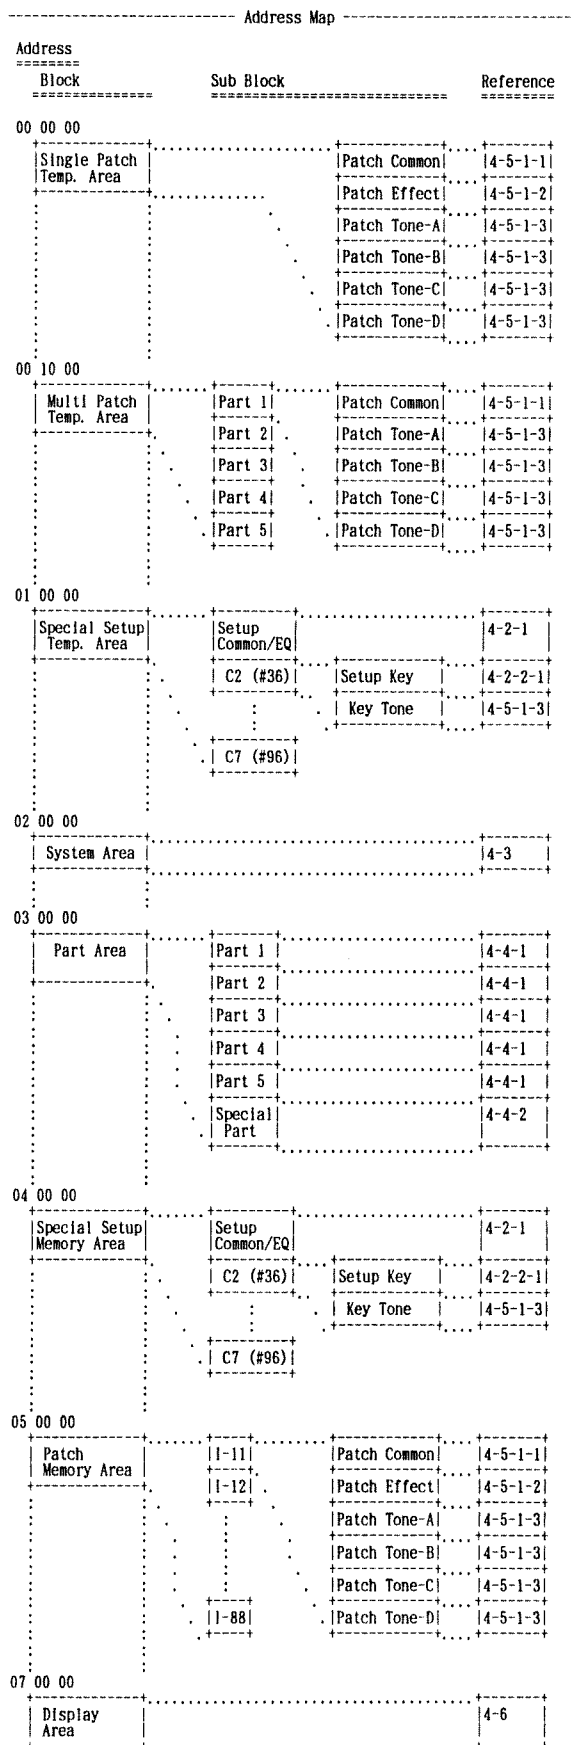 Address Map
Address
Block Sub Block Reference
00 00 00
Single Patch Temp. Area
Patch Common 4-5-1-1
Patch Effect 4-5-1-2
Patch Tone-A 4-5-1-3
Patch Tone-B 4-5-1-3
Patch Tone-C 4-5-1-3
Patch Tone-D 4-5-1-3
00 10 00
Multi Patch Temp. Area
Part 1 Patch Common 4-5-1-1
Part 2 Patch Tone-A 4-5-1-3
Part 3 Patch Tone-B 4-5-1-3
Part 4 Patch Tone-C 4-5-1-3
Part 5 Patch Tone-D 4-5-1-3
01 00 00
Special Setup Temp. Area
Setup Common/EQ 4-2-1
C2 (#36) Setup Key 4-2-2-1
Key Tone 4-5-1-3
C7 (#96)
02 00 00
System Area 4-3
03 00 00
Part Area
Part 1 4-4-1
Part 2 4-4-1
Part 3 4-4-1
Part 4 4-4-1
Part 5 4-4-1
Special Part 4-4-2
04 00 00
Special Setup Memory Area
Setup Common/EQ 4-2-1
C2 (#36) Setup Key 4-2-2-1
Key Tone 4-5-1-3
C7 (#96)
05 00 00
Patch Memory Area
I-11 Patch Common 4-5-1-1
I-12 Patch Effect 4-5-1-2
Patch Tone-A 4-5-1-3
Patch Tone-B 4-5-1-3
Patch Tone-C 4-5-1-3
I-88 Patch Tone-D 4-5-1-3
07 00 00
Display Area 4-6